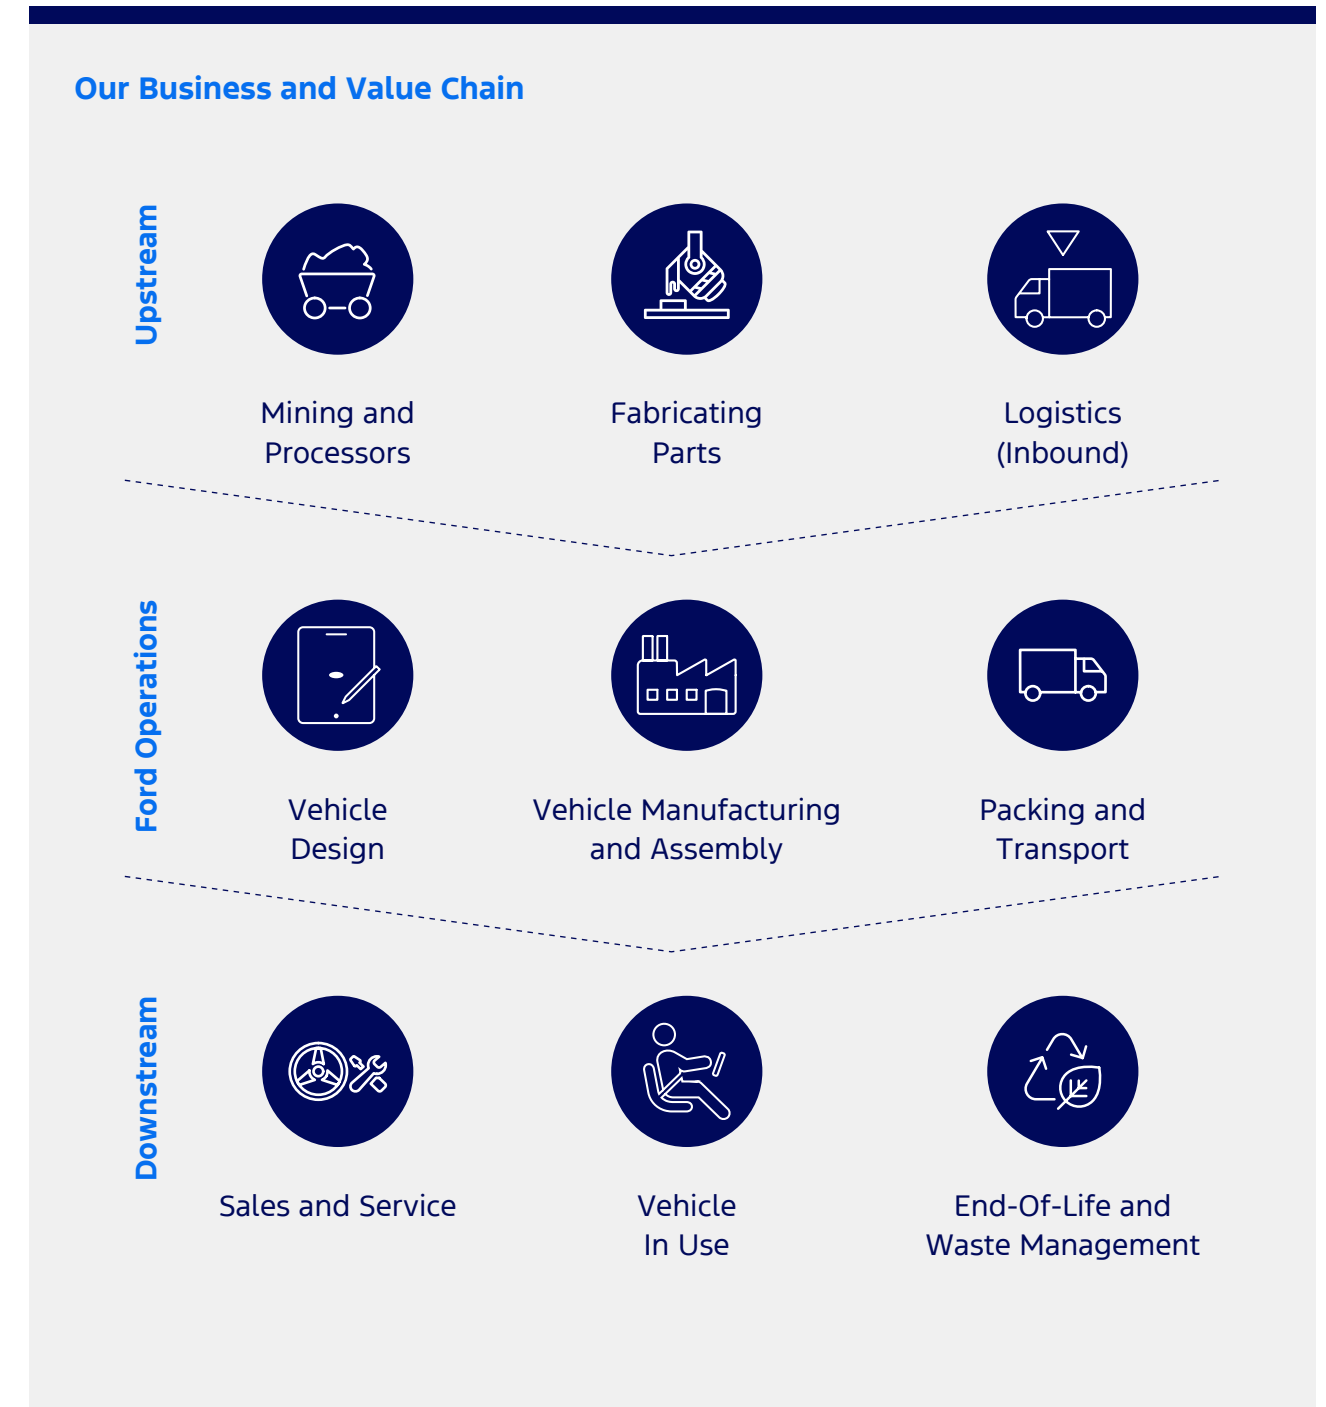 Our Business and Value Chain
Upstream
Mining and
Processors
Fabricating
Parts
Logistics
(Inbound)
Ford Operations
Vehicle
Design
Vehicle Manufacturing
and Assembly
Packing and
Transport
Downstream
Sales and Service
Vehicle
In Use
End-Of-Life and
Waste Management